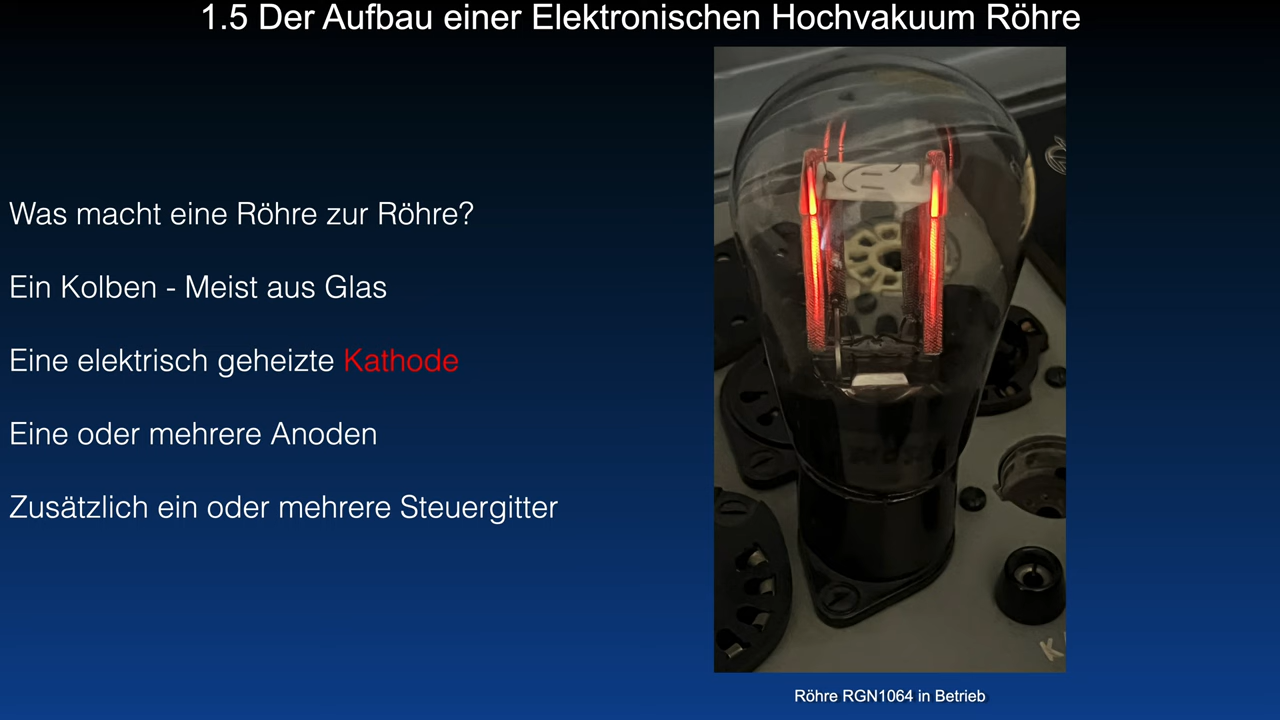 1.5 Der Aufbau einer Elektronischen Hochvakuum Röhre
Was macht eine Röhre zur Röhre?
Ein Kolben - Meist aus Glas
Eine elektrisch geheizte Kathode
Eine oder mehrere Anoden
Zusätzlich ein oder mehrere Steuergitter
Röhre RGN1064 in Betrieb